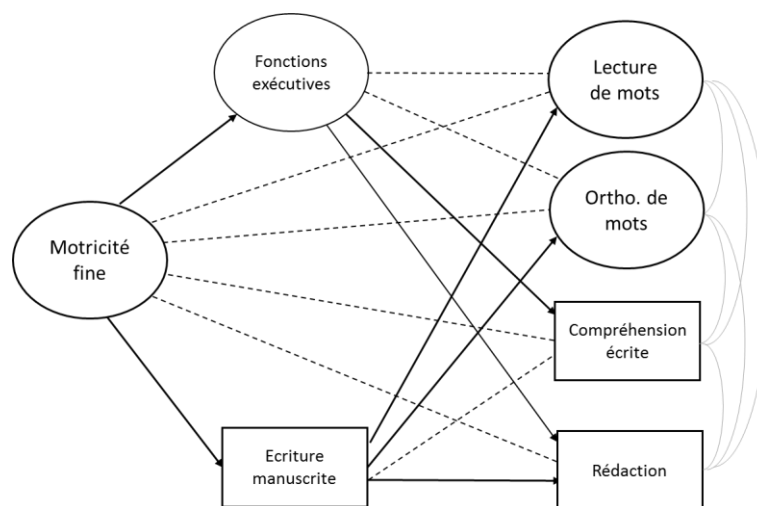 Fonctions
exécutives
Lecture
de mots
Ortho. de
mots
Motricité
fine
Compréhension
écrite
Ecriture
manuscrite
Rédaction